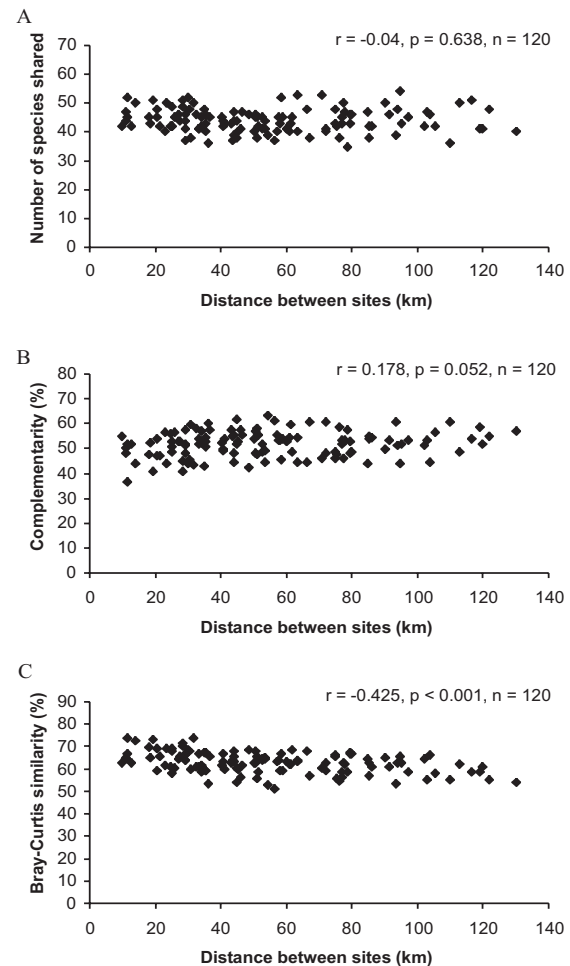 A
r = -0.04, p = 0.638, n = 120
Number of species shared
70
60
50
40
30
20
10
0
0 20 40 60 80 100 120 140
Distance between sites (km)
B
r = 0.178, p = 0.052, n = 120
Complementarity (%)
80
70
60
50
40
30
20
10
0
0 20 40 60 80 100 120 140
Distance between sites (km)
C
r = -0.425, p < 0.001, n = 120
Bray-Curtis similarity (%)
90
80
70
60
50
40
30
20
10
0
0 20 40 60 80 100 120 140
Distance between sites (km)